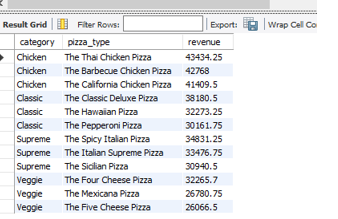 Result Grid Filter Rows: Export: Wrap Cell Co
category pizza_type revenue
Chicken The Thai Chicken Pizza 43434.25
Chicken The Barbecue Chicken Pizza 42768
Chicken The California Chicken Pizza 41409.5
Classic The Classic Deluxe Pizza 38180.5
Classic The Hawaiian Pizza 32273.25
Classic The Pepperoni Pizza 30161.75
Supreme The Spicy Italian Pizza 34831.25
Supreme The Italian Supreme Pizza 33476.75
Supreme The Sicilian Pizza 30940.5
Veggie The Four Cheese Pizza 32265.7
Veggie The Mexicana Pizza 26780.75
Veggie The Five Cheese Pizza 26066.5